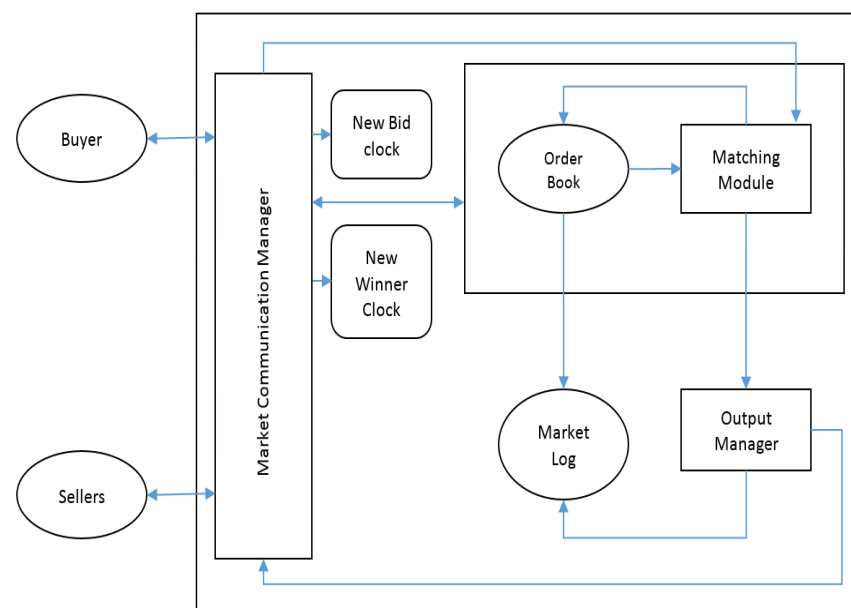 Buyer
Sellers
Market Communication Manager
New Bid
clock
New
Winner
Clock
Order
Book
Matching
Module
Market
Log
Output
Manager